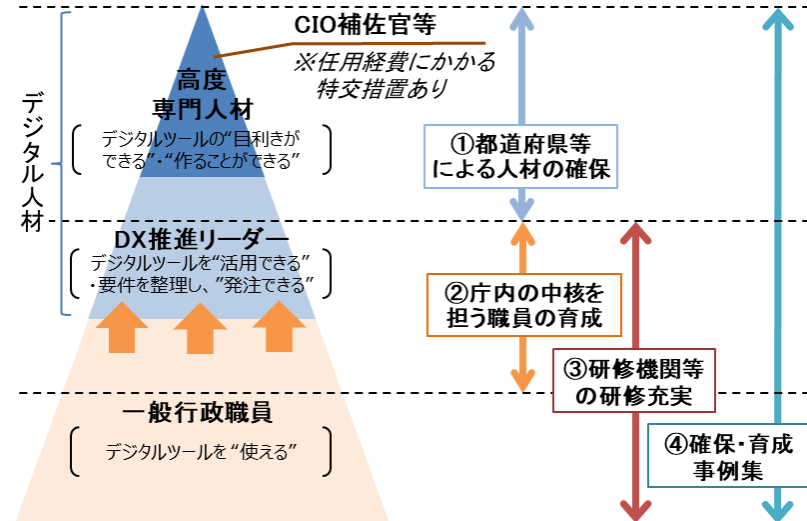 CIO補佐官等
※任用経費にかかる
特交措置あり
デジタル人材
高度
専門人材
デジタルツールの“目利きが
できる”・“作ることができる”
①都道府県等
による人材の確保
DX推進リーダー
デジタルツールを“活用できる”
・要件を整理し、”発注できる”
②庁内の中核を
担う職員の育成
③研修機関等
の研修充実
一般行政職員
デジタルツールを“使える”
④確保・育成
事例集